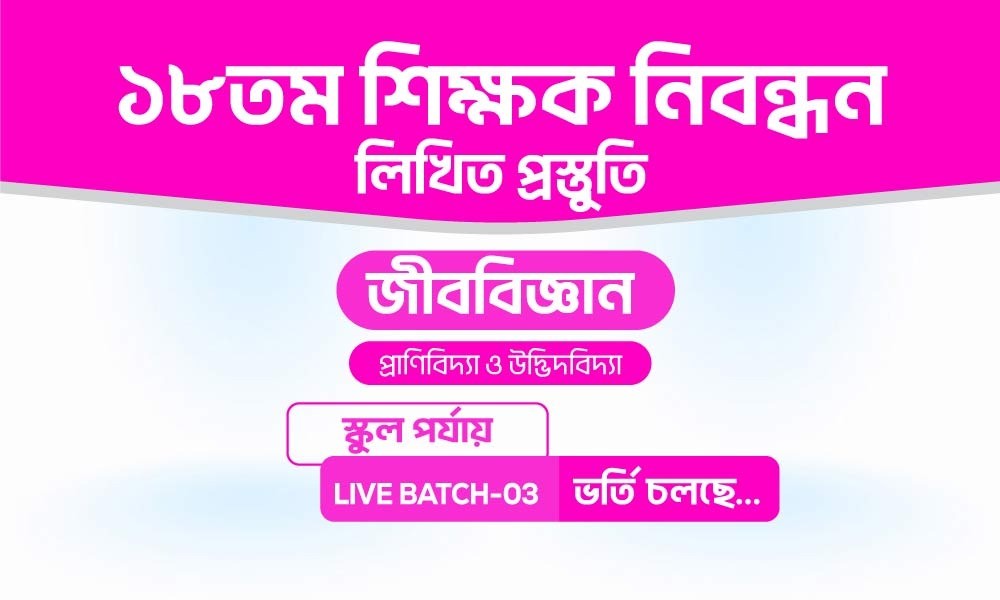 ১৮তম শিক্ষক নিবন্ধন
লিখিত প্রস্তুতি
জীববিজ্ঞান
প্রাণিবিদ্যা ও উদ্ভিদবিদ্যা
স্কুল পর্যায়
LIVE BATCH-03 ভর্তি চলছে...